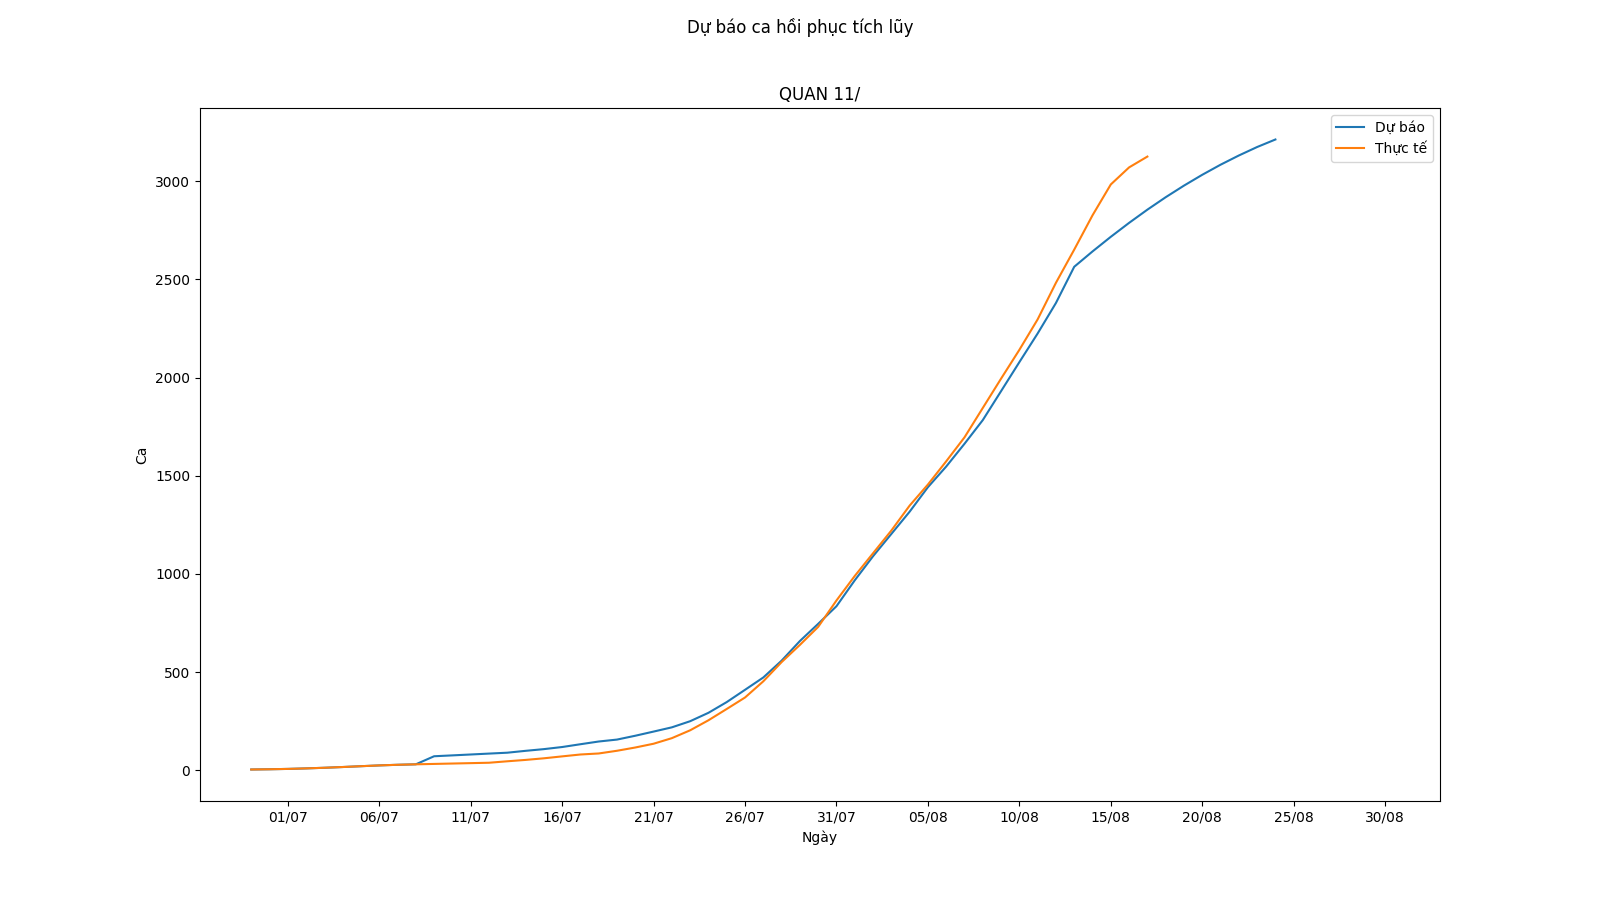 Dự báo ca hồi phục tích lũy
QUAN 11/
Dự báo
Thực tế
3000
2500
2000
1500
1000
500
0
Ca
01/07 06/07 11/07 16/07 21/07 26/07 31/07 05/08 10/08 15/08 20/08 25/08 30/08
Ngày